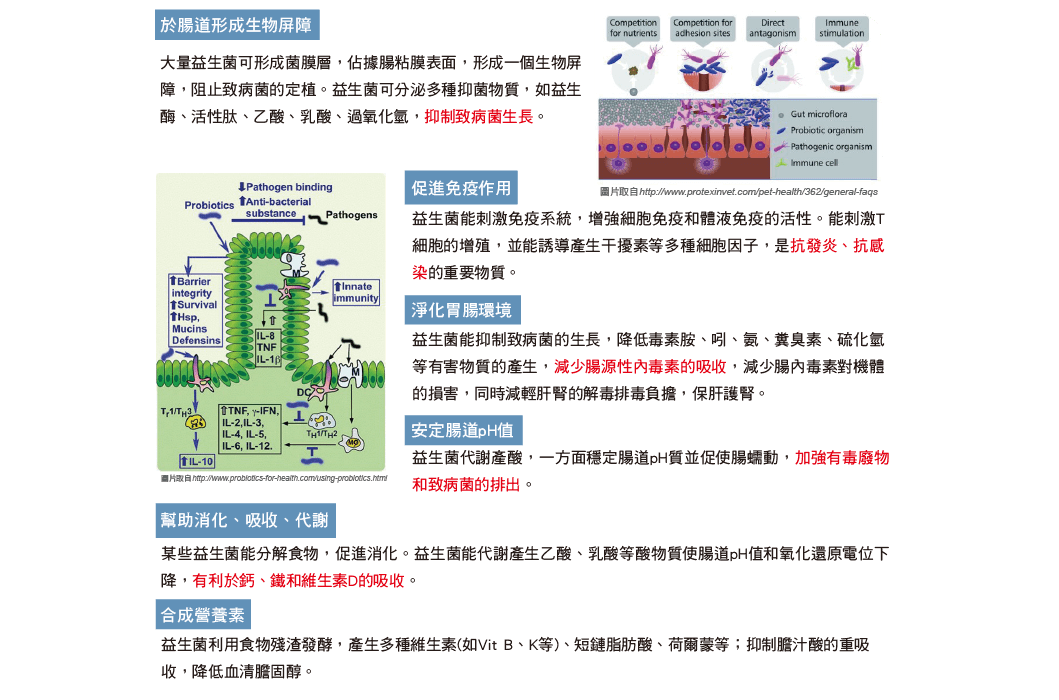 於腸道形成生物屏障
大量益生菌可形成菌膜層，佔據腸粘膜表面，形成一個生物屏
障，阻止致病菌的定植。益生菌可分泌多種抑菌物質，如益生
酶、活性肽、乙酸、乳酸、過氧化氫，抑制致病菌生長。
Competition for nutrients
Competition for adhesion sites
Direct antagonism
Immune stimulation
Gut microflora
Probiotic organism
Pathogenic organism
Immune cell
圖片取自http://www.protexinvet.com/pet-health/362/general-faqs
Pathogen binding
Probiotics
Anti-bacterial
substance
Pathogens
M
Barrier
integrity
Survival
Hsp,
Mucins
Defensins
Innate
immunity
IL-8
TNF
IL-1β
M
DC
Tr1/TH3
TNF, γ-IFN,
IL-2,IL-3,
IL-4, IL-5,
IL-6, IL-12.
TH1/TH2
MØ
IL-10
圖片取自http://www.probiotics-for-health.com/using-probiotics.html
促進免疫作用
益生菌能刺激免疫系統，增強細胞免疫和體液免疫的活性。能刺激T
細胞的增殖，並能誘導產生干擾素等多種細胞因子，是抗發炎、抗感
染的重要物質。
淨化胃腸環境
益生菌能抑制致病菌的生長，降低毒素胺、吲、氨、糞臭素、硫化氫
等有害物質的產生，減少腸源性內毒素的吸收，減少腸內毒素對機體
的損害，同時減輕肝腎的解毒排毒負擔，保肝護腎。
安定腸道pH值
益生菌代謝產酸，一方面穩定腸道pH質並促使腸蠕動，加強有毒廢物
和致病菌的排出。
幫助消化、吸收、代謝
某些益生菌能分解食物，促進消化。益生菌能代謝產生乙酸、乳酸等酸物質使腸道pH值和氧化還原電位下
降，有利於鈣、鐵和維生素D的吸收。
合成營養素
益生菌利用食物殘渣發酵，產生多種維生素(如Vit B、K等)、短鏈脂肪酸、荷爾蒙等；抑制膽汁酸的重吸
收，降低血清膽固醇。